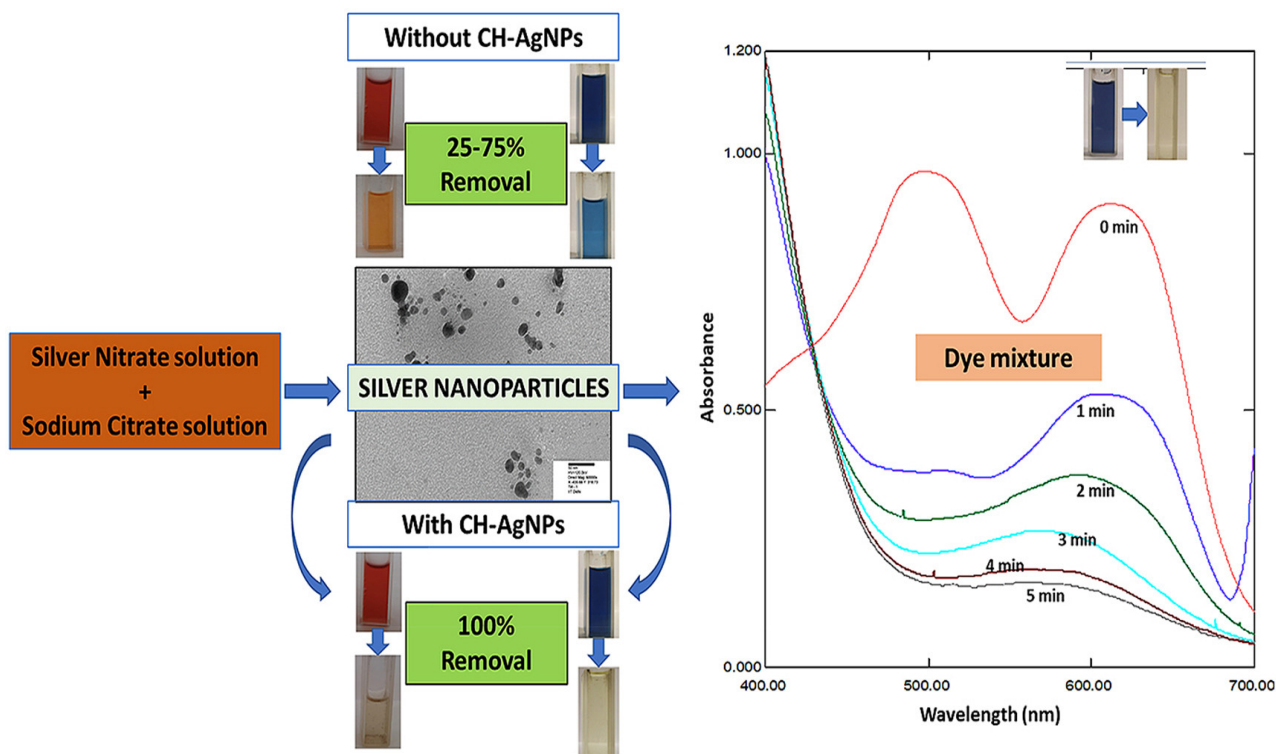 Without CH-AgNPs
25-75%
Removal
Silver Nitrate solution
+
Sodium Citrate solution
SILVER NANOPARTICLES
With CH-AgNPs
100%
Removal
1.200
1.000
0.500
0.000
Absorbance
0 min
Dye mixture
1 min
2 min
3 min
4 min
5 min
400.00
500.00
600.00
700.00
Wavelength (nm)